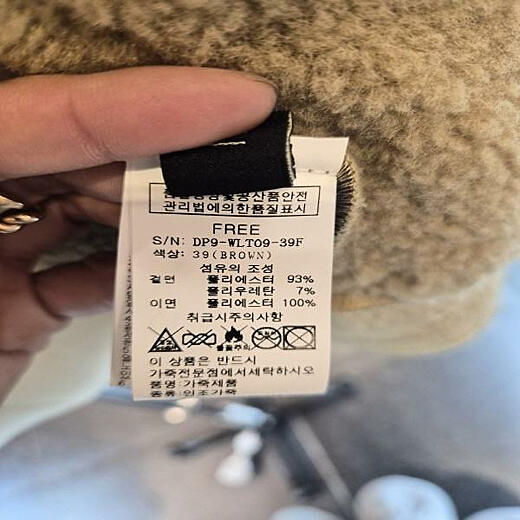 관리법에의한품질표시
FREE
S/N: DP9-WLT09-39F
색상: 39(BROWN)
섬유의 조성
겉면 폴리에스터 93%
폴리우레탄 7%
이면 폴리에스터 100%
취급시주의사항
불꽃주의
이 상품은 반드시
가죽전문점에서세탁하시오
품명:가죽제품
종류:인조가죽